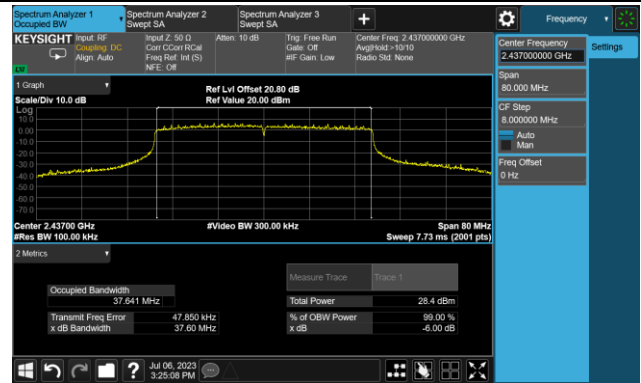 Spectrum Analyzer 1
Occupied BW
Spectrum Analyzer 2
Swept SA
Spectrum Analyzer 3
Swept SA
+
Frequency
KEYSIGHT
Input: RF
Coupling: DC
Align: Auto
Input Z: 50 Ω
Corr CCorr RCal
Freq Ref: Int (S)
NFE: Off
Atten: 10 dB
Trig: Free Run
Gate: Off
#IF Gain: Low
Center Freq: 2.437000000 GHz
Avg|Hold:>10/10
Radio Std: None
Center Frequency
2.437000000 GHz
Settings
Span
80.000 MHz
CF Step
8.000000 MHz
Auto
Man
Freq Offset
0 Hz
1 Graph
Scale/Div 10.0 dB
Ref Lvl Offset 20.80 dB
Ref Value 20.00 dBm
Log
10.0
0.00
-10.0
-20.0
-30.0
-40.0
-50.0
-60.0
-70.0
Center 2.43700 GHz
#Video BW 300.00 kHz
Span 80 MHz
#Res BW 100.00 kHz
Sweep 7.73 ms (2001 pts)
2 Metrics
Measure Trace
Trace 1
Occupied Bandwidth
37.641 MHz
Total Power
28.4 dBm
Transmit Freq Error
47.850 kHz
% of OBW Power
99.00 %
x dB Bandwidth
37.60 MHz
x dB
-6.00 dB
?
Jul 06, 2023
3:25:08 PM